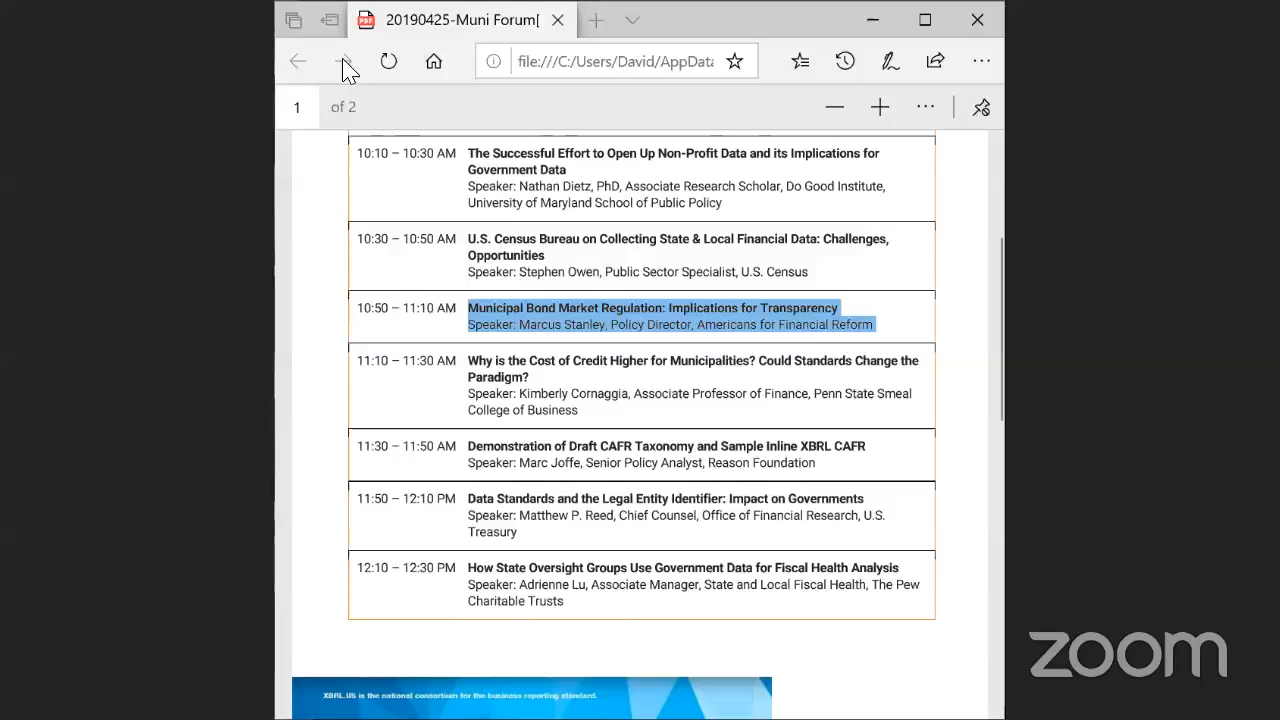 20190425-Muni Forum[
file:///C:/Users/David/AppData
1 of 2
10:10 – 10:30 AM The Successful Effort to Open Up Non-Profit Data and its Implications for
Government Data
Speaker: Nathan Dietz, PhD, Associate Research Scholar, Do Good Institute,
University of Maryland School of Public Policy
10:30 – 10:50 AM U.S. Census Bureau on Collecting State & Local Financial Data: Challenges,
Opportunities
Speaker: Stephen Owen, Public Sector Specialist, U.S. Census
10:50 – 11:10 AM Municipal Bond Market Regulation: Implications for Transparency
Speaker: Marcus Stanley, Policy Director, Americans for Financial Reform
11:10 – 11:30 AM Why is the Cost of Credit Higher for Municipalities? Could Standards Change the
Paradigm?
Speaker: Kimberly Cornaggia, Associate Professor of Finance, Penn State Smeal
College of Business
11:30 – 11:50 AM Demonstration of Draft CAFR Taxonomy and Sample Inline XBRL CAFR
Speaker: Marc Joffe, Senior Policy Analyst, Reason Foundation
11:50 – 12:10 PM Data Standards and the Legal Entity Identifier: Impact on Governments
Speaker: Matthew P. Reed, Chief Counsel, Office of Financial Research, U.S.
Treasury
12:10 – 12:30 PM How State Oversight Groups Use Government Data for Fiscal Health Analysis
Speaker: Adrienne Lu, Associate Manager, State and Local Fiscal Health, The Pew
Charitable Trusts
XBRL.US is the national consortium for the business reporting standard.
zoom